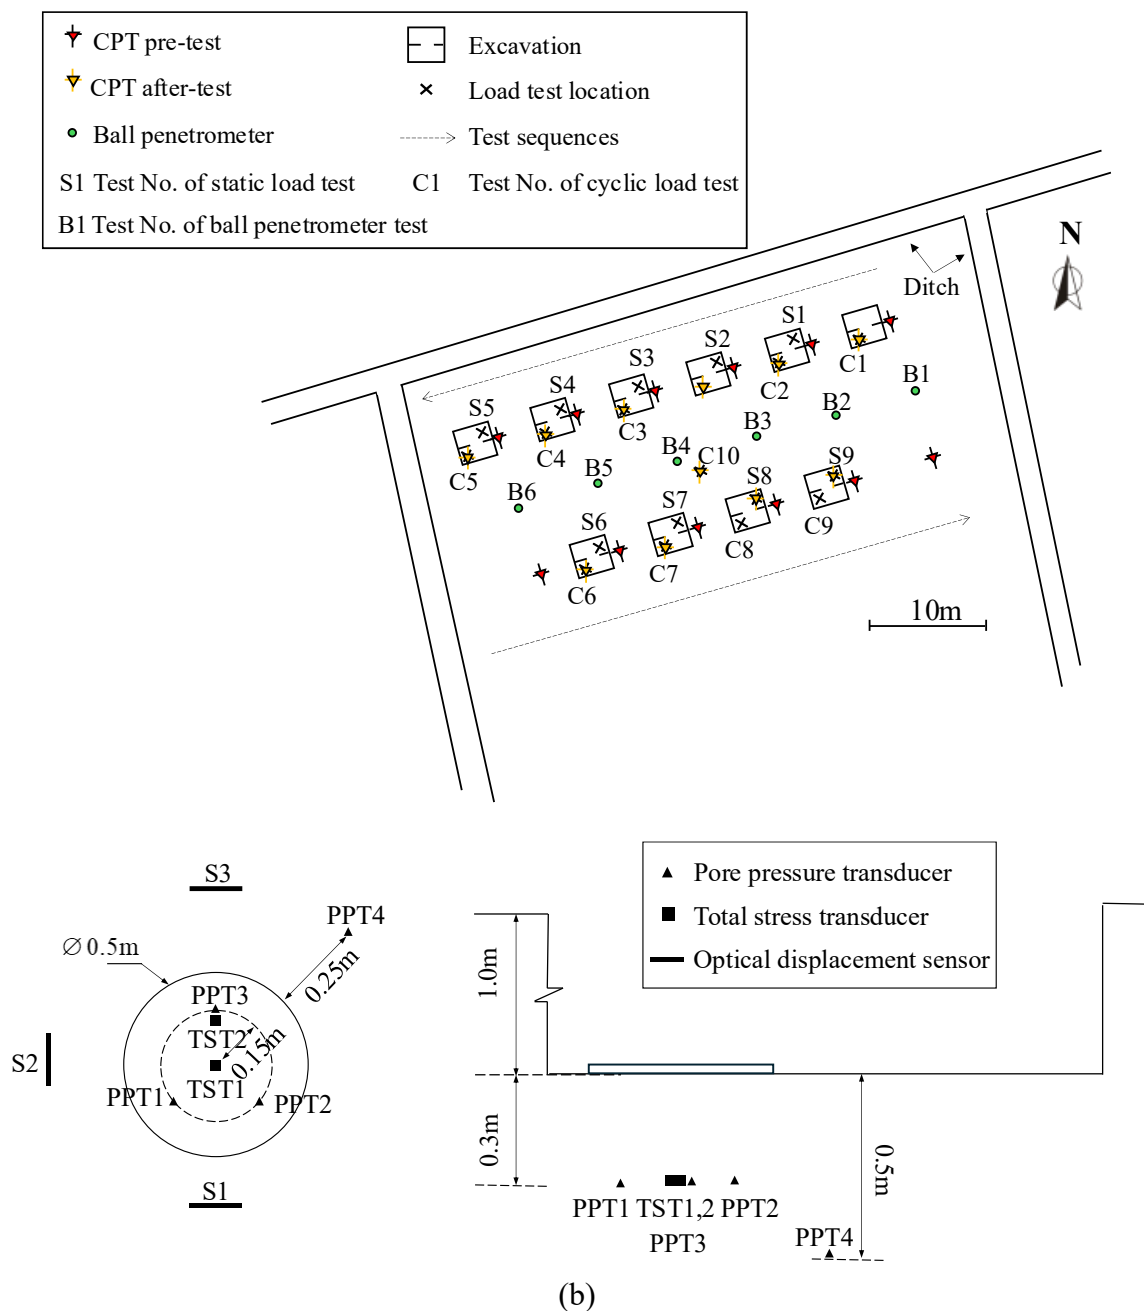 CPT pre-test
Excavation
CPT after-test
Load test location
Ball penetrometer
Test sequences
S1 Test No. of static load test
C1 Test No. of cyclic load test
B1 Test No. of ball penetrometer test
N
Ditch
S1
S2
S3
S4
S5
C1
C2
C3
C4
C5
B1
B2
B3
B4
B5
B6
C10
S9
S8
S7
S6
C9
C8
C7
C6
10m
S3
PPT4
∅ 0.5m
0.25m
PPT3
TST2
0.15m
S2
TST1
PPT1
PPT2
S1
Pore pressure transducer
Total stress transducer
Optical displacement sensor
1.0m
0.3m
0.5m
PPT1 TST1,2 PPT2
PPT3
PPT4
(b)